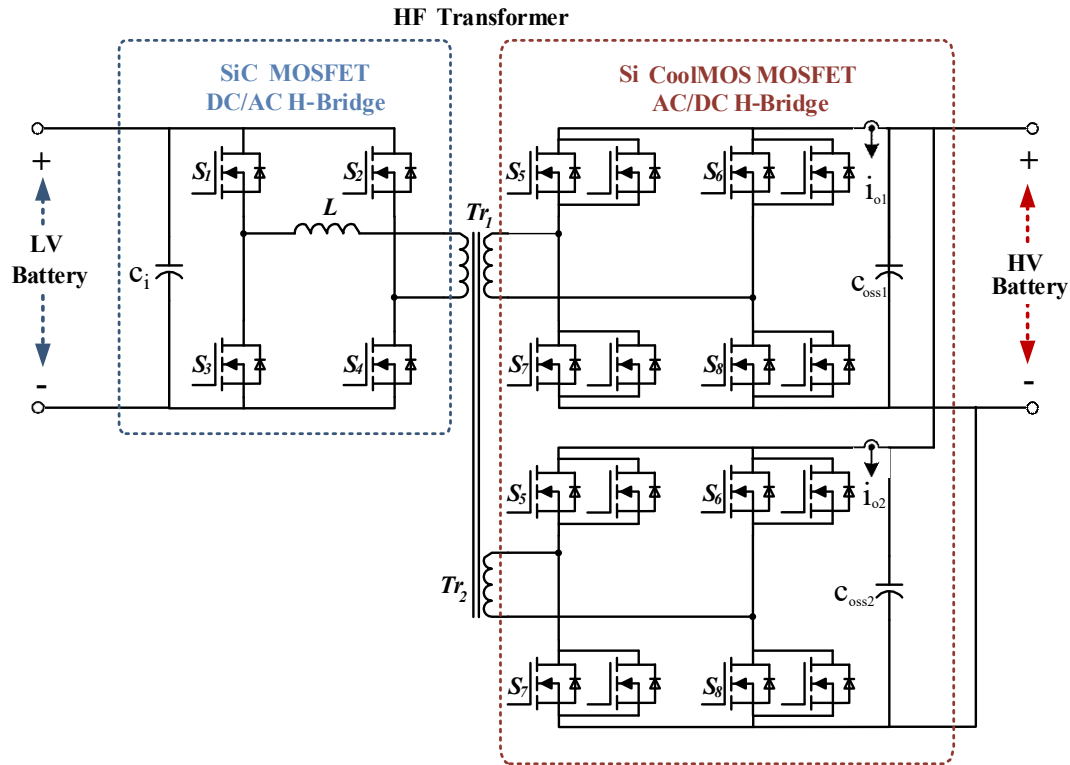 HF Transformer
SiC MOSFET
DC/AC H-Bridge
Si CoolMOS MOSFET
AC/DC H-Bridge
S1
S2
L
Tr1
S5
S6
io1
+
LV
Battery
-
ci
S3
S4
S7
S8
coss1
+
HV
Battery
-
S5
S6
io2
Tr2
coss2
S7
S8